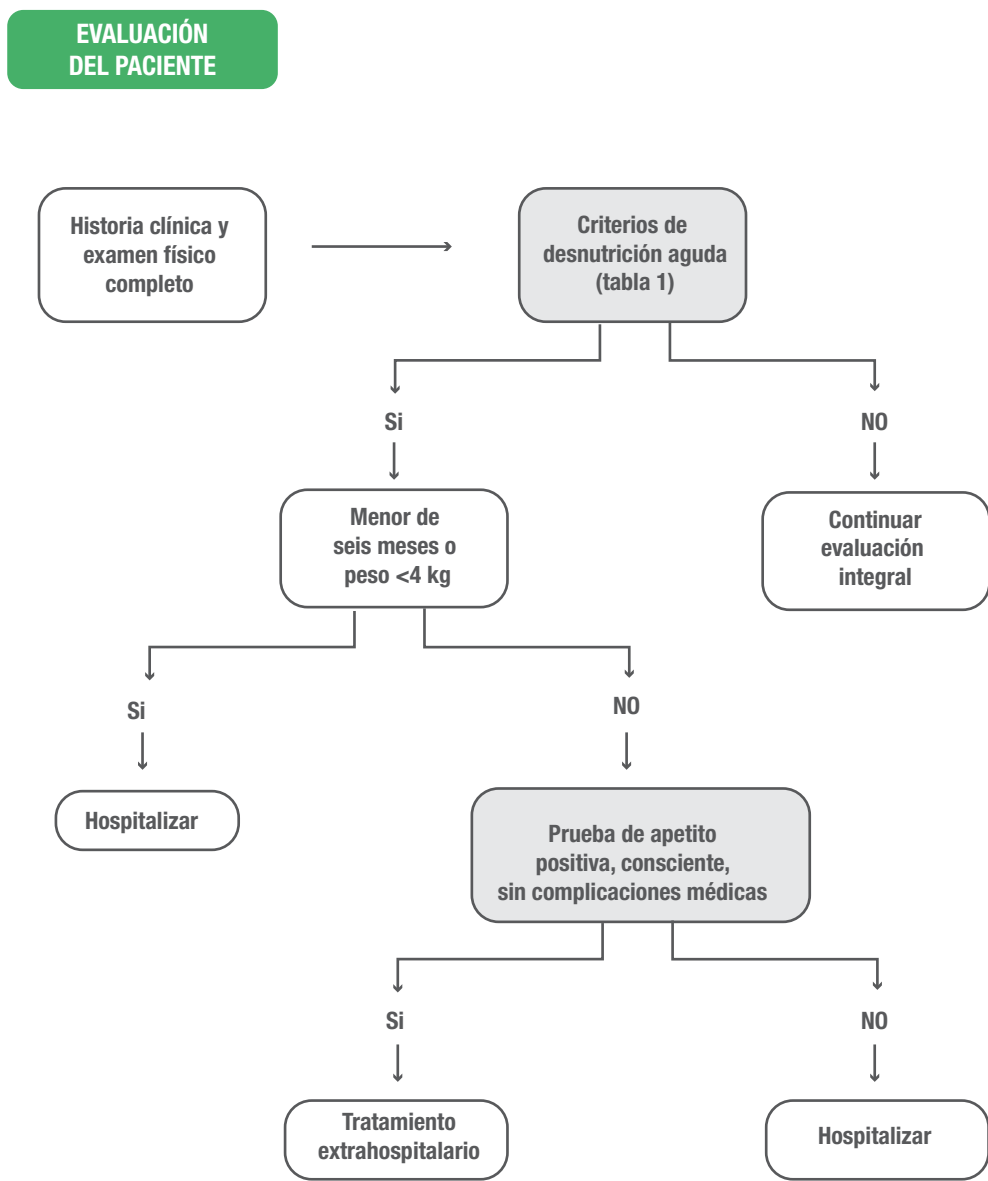 EVALUACIÓN
DEL PACIENTE
Historia clínica y
examen físico
completo
Criterios de
desnutrición aguda
(tabla 1)
Si
NO
Menor de
seis meses o
peso <4 kg
Continuar
evaluación
integral
Si
NO
Hospitalizar
Prueba de apetito
positiva, consciente,
sin complicaciones médicas
Si
NO
Tratamiento
extrahospitalario
Hospitalizar